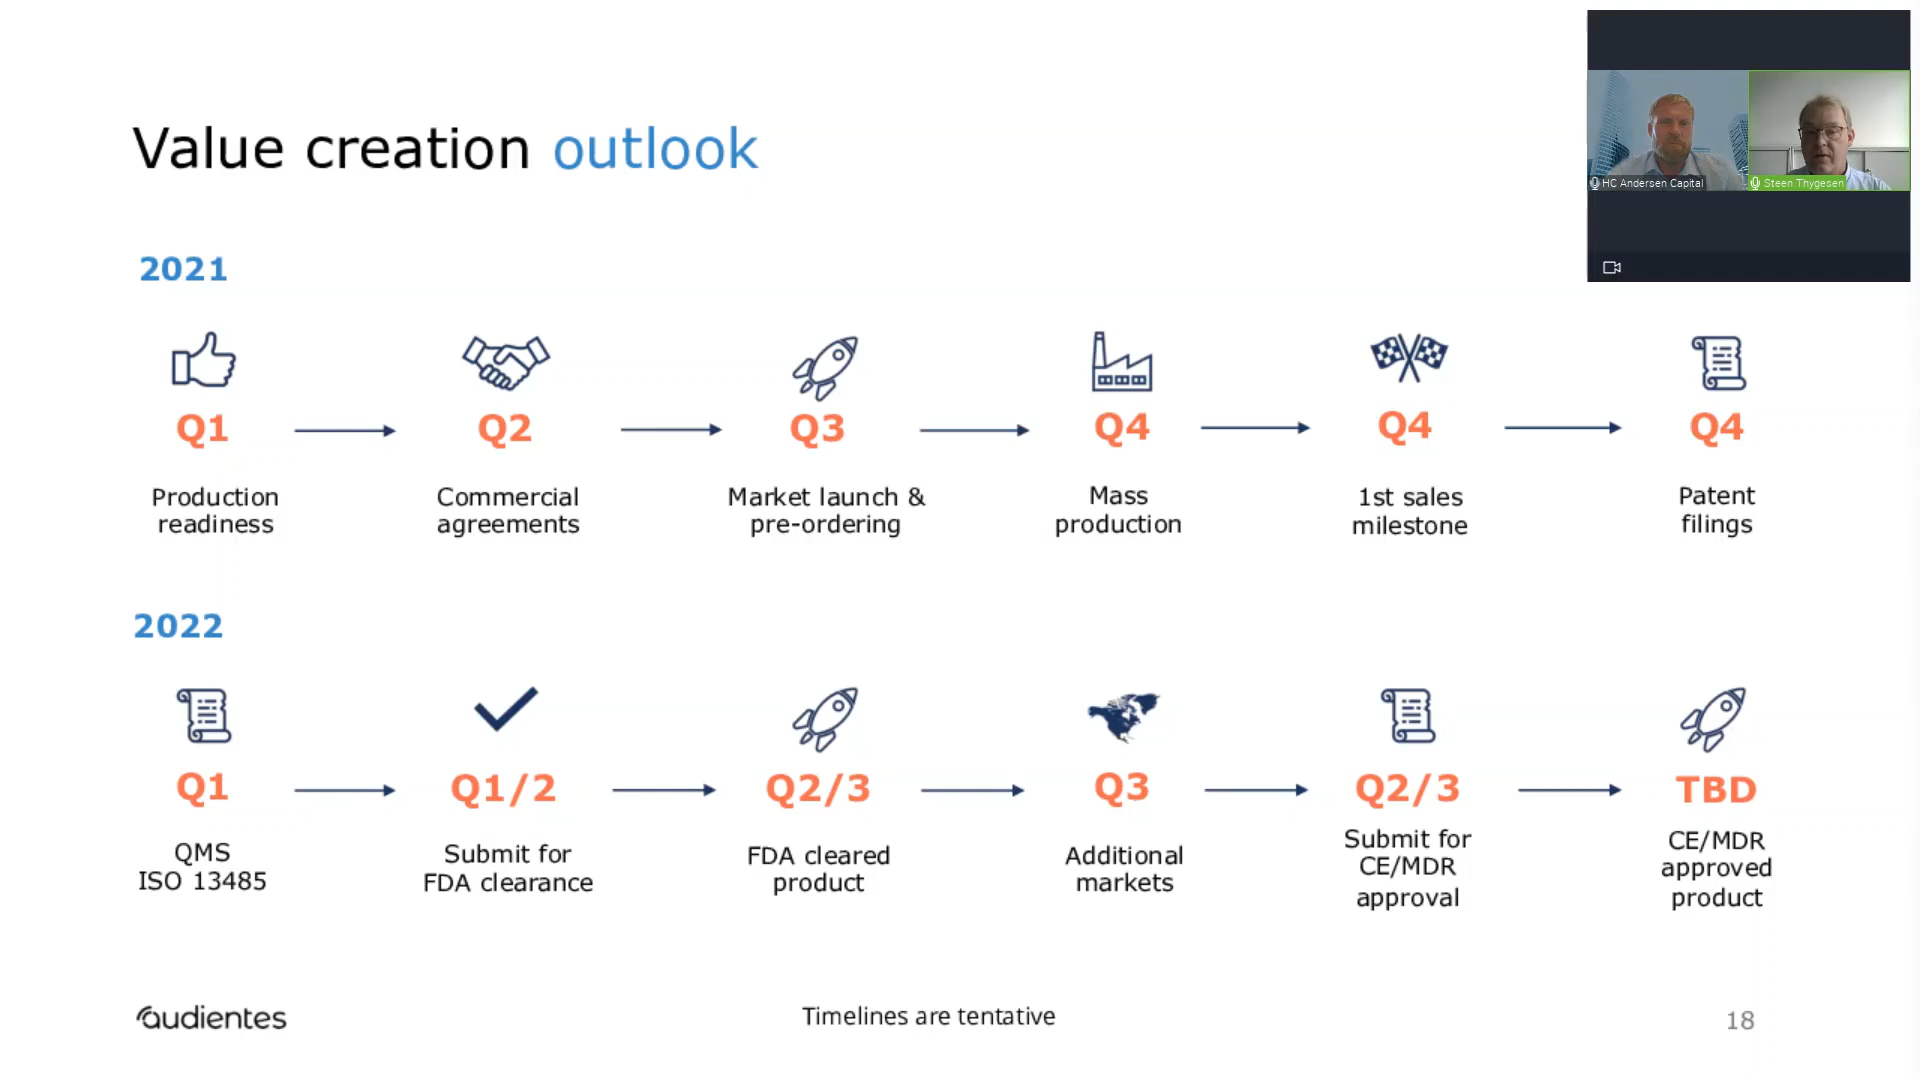 HC Andersen Capital
Steen Thygesen
Value creation outlook
2021
Q1
Q2
Q3
Q4
Q4
Q4
Production
readiness
Commercial
agreements
Market launch &
pre-ordering
Mass
production
1st sales
milestone
Patent
filings
2022
Q1
Q1/2
Q2/3
Q3
Q2/3
TBD
QMS
ISO 13485
Submit for
FDA clearance
FDA cleared
product
Additional
markets
Submit for
CE/MDR
approval
CE/MDR
approved
product
audientes
Timelines are tentative
18